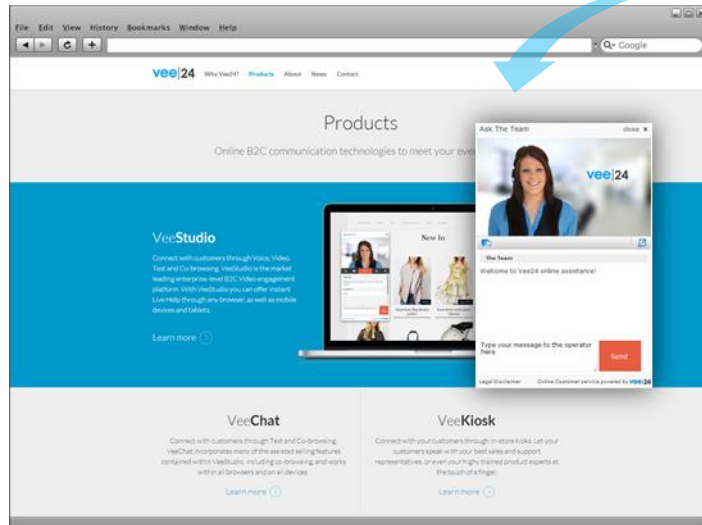 File Edit View History Bookmarks Window Help
Google
vee|24 Why Vee24? Products About News Contact
Products
Online B2C communication technologies to meet your
VeeStudio
Connect with customers through Voice, Video,
Text and Co-browsing. VeeStudio is the market
leading enterprise-level B2C Video engagement
platform. With VeeStudio you can offer instant
Live Help through any browser, as well as mobile
devices and tablets.
Learn more
New In
Ask The Team close x
vee|24
The Team
Welcome to Vee24 online assistance!
Type your message to the operator
here
Send
Legal Disclaimer Online Customer service powered by vee|24
VeeChat
Connect with customers through Text and Co-browsing.
VeeChat incorporates many of the assisted selling features
contained within VeeStudio, including co-browsing, and works
within all browsers and on all devices.
Learn more
VeeKiosk
Connect with your customers through in-store kiosks. Let your
customers speak with your best sales and support
representatives, or even your highly trained product experts at
the touch of a finger.
Learn more